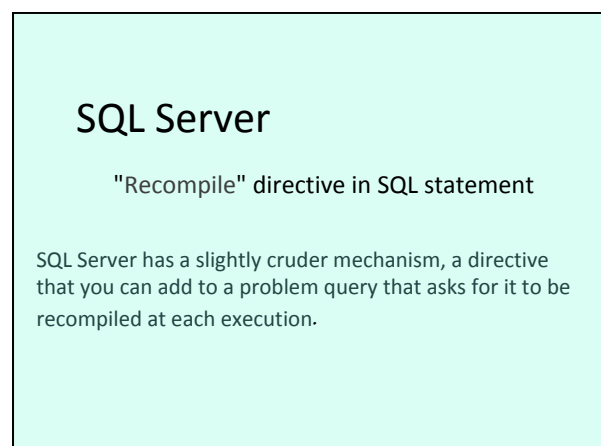 SQL Server
"Recompile" directive in SQL statement
SQL Server has a slightly cruder mechanism, a directive
that you can add to a problem query that asks for it to be
recompiled at each execution.